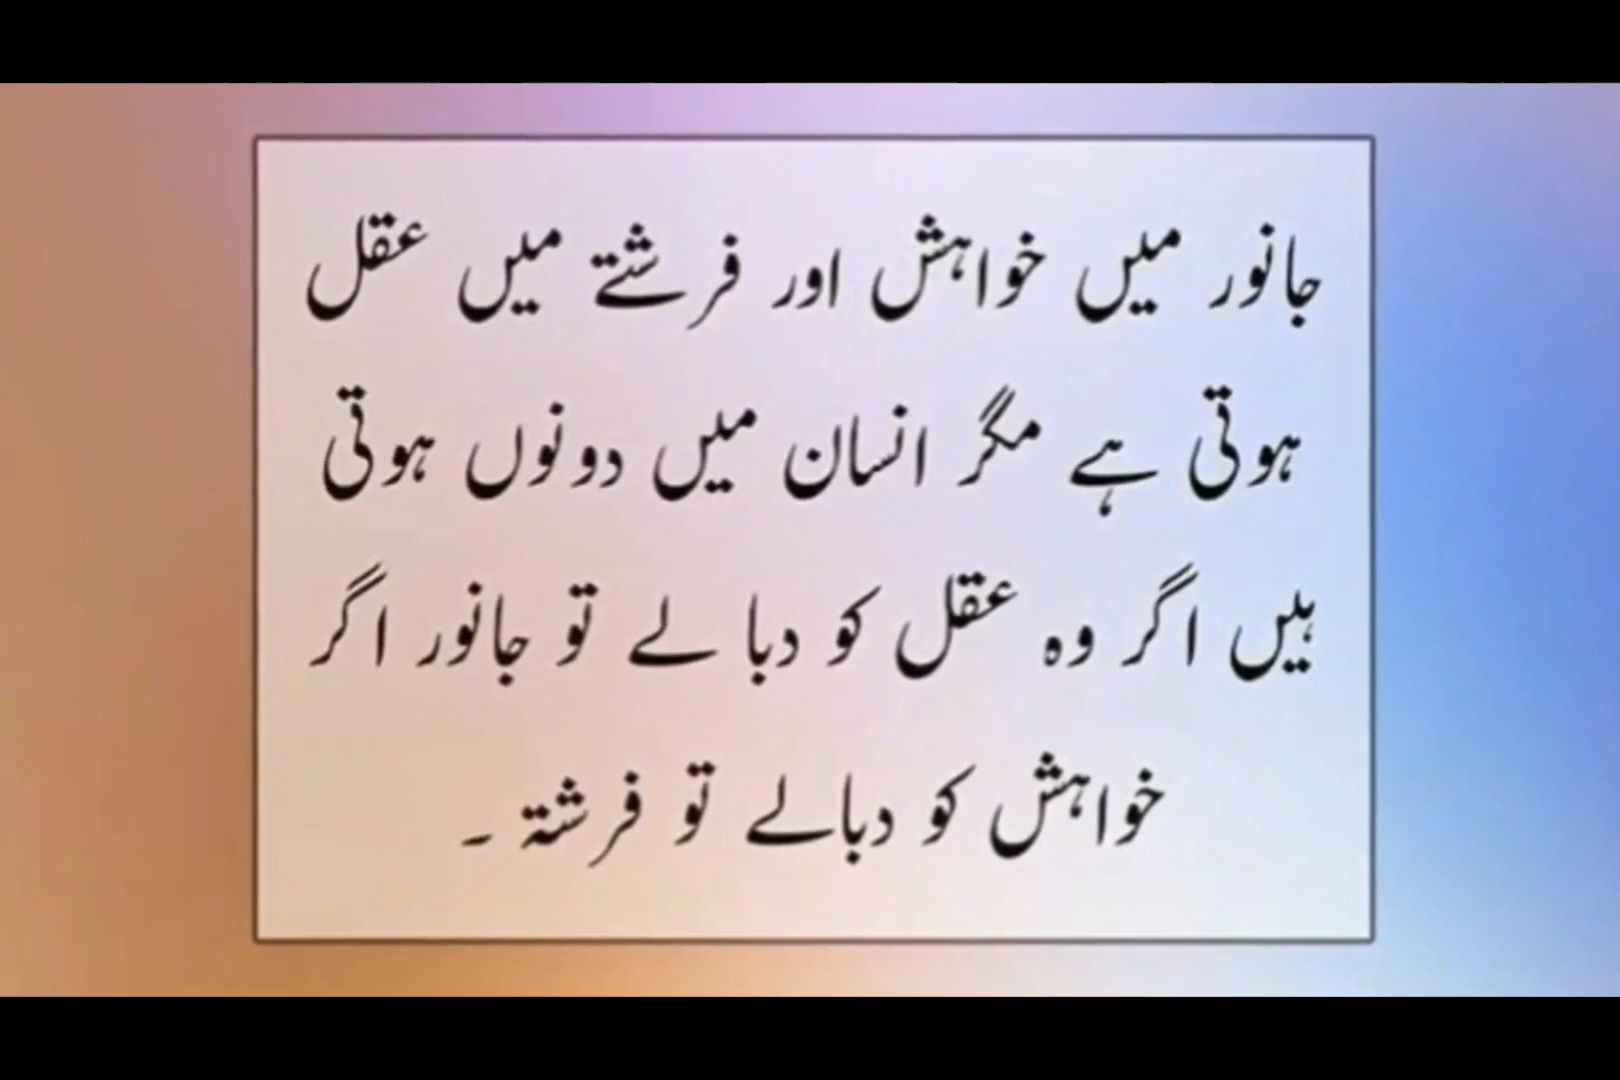 جانور میں خواہش اور فرشتے میں عقل
ہوتی ہے مگر انسان میں دونوں ہوتی
ہیں اگر وہ عقل کو دبا لے تو جانور اگر
خواہش کو دبالے تو فرشتۃ ۔